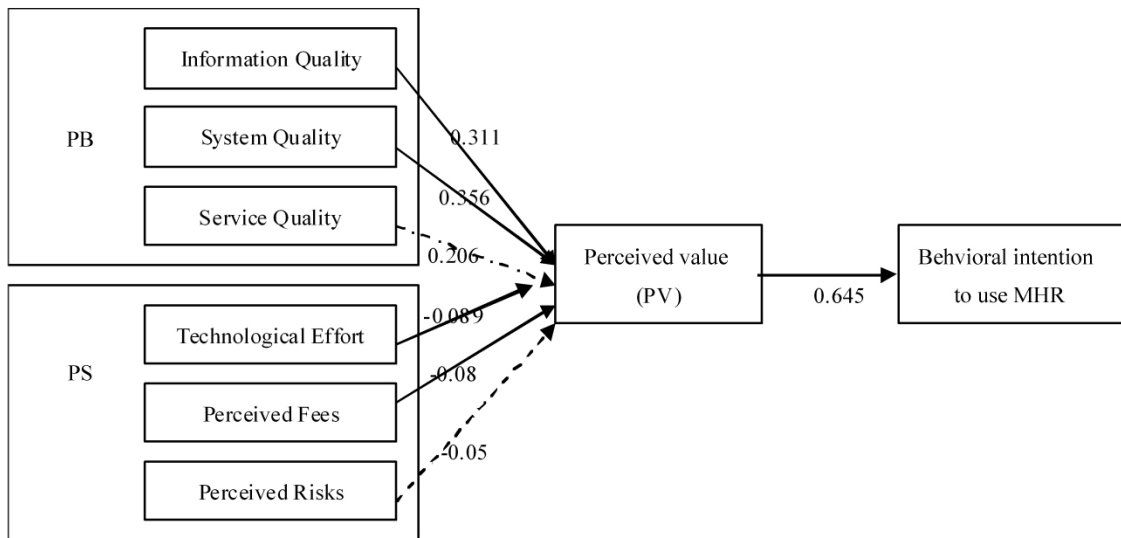 Information Quality
PB
System Quality
0.311
0.356
Service Quality
0.206
Perceived value
(PV)
Behvioral intention
to use MHR
0.645
-0.089
Technological Effort
PS
-0.08
Perceived Fees
-0.05
Perceived Risks